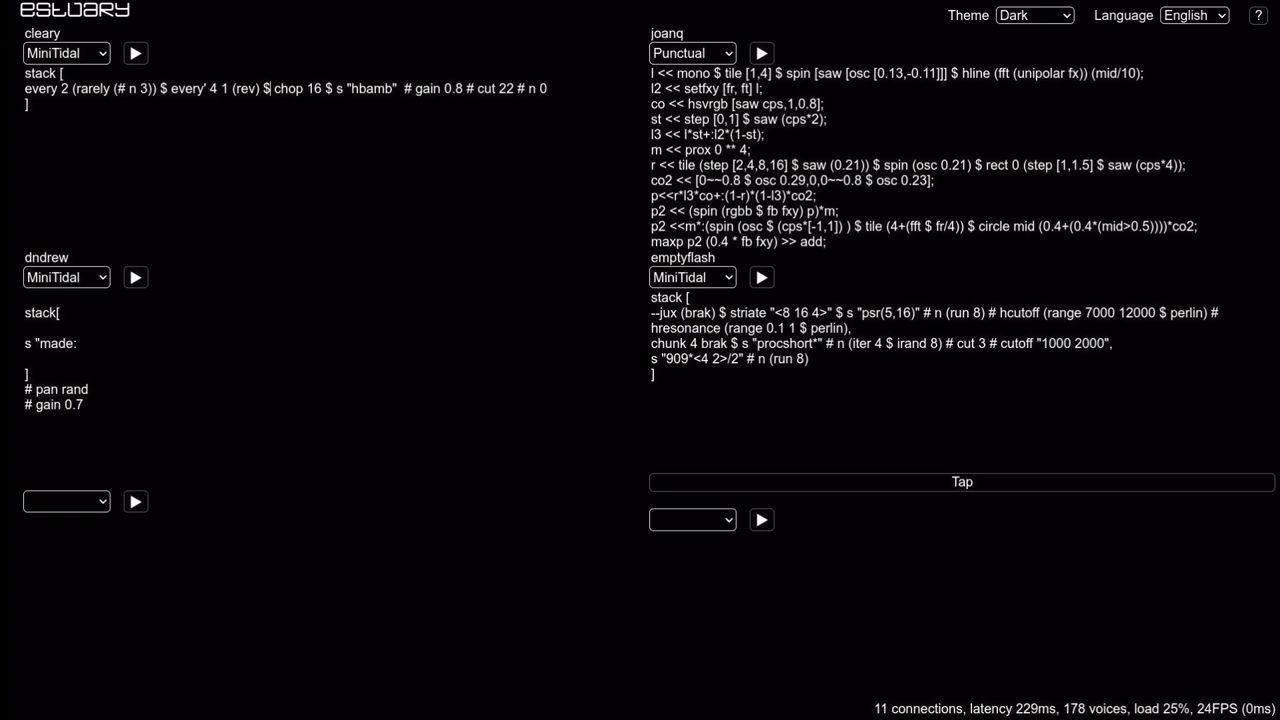 estuary
Theme Dark Language English ?
cleary
MiniTidal
stack [
every 2 (rarely (# n 3)) $ every' 4 1 (rev) $ chop 16 $ s "hbamb"  # gain 0.8 # cut 22 # n 0
]
joanq
Punctual
l << mono $ tile [1,4] $ spin [saw [osc [0.13,-0.11]]] $ hline (fft (unipolar fx)) (mid/10);
l2 << setfxy [fr, ft] l;
co << hsvrgb [saw cps,1,0.8];
st << step [0,1] $ saw (cps*2);
l3 << l*st+:l2*(1-st);
m << prox 0 ** 4;
r << tile (step [2,4,8,16] $ saw (0.21)) $ spin (osc 0.21) $ rect 0 (step [1,1.5] $ saw (cps*4));
co2 << [0~~0.8 $ osc 0.29,0,0~~0.8 $ osc 0.23];
p<<r*l3*co+:(1-r)*(1-l3)*co2;
p2 << (spin (rgbb $ fb fxy) p)*m;
p2 <<m*:(spin (osc $ (cps*[-1,1]) ) $ tile (4+(fft $ fr/4)) $ circle mid (0.4+(0.4*(mid>0.5))))*co2;
maxp p2 (0.4 * fb fxy) >> add;
dndrew
MiniTidal
stack[
s "made:
]
# pan rand
# gain 0.7
emptyflash
MiniTidal
stack [
--jux (brak) $ striate "<8 16 4>" $ s "psr(5,16)" # n (run 8) # hcutoff (range 7000 12000 $ perlin) #
hresonance (range 0.1 1 $ perlin),
chunk 4 brak $ s "procshort*" # n (iter 4 $ irand 8) # cut 3 # cutoff "1000 2000",
s "909*<4 2>/2" # n (run 8)
]
Tap
11 connections, latency 229ms, 178 voices, load 25%, 24FPS (0ms)